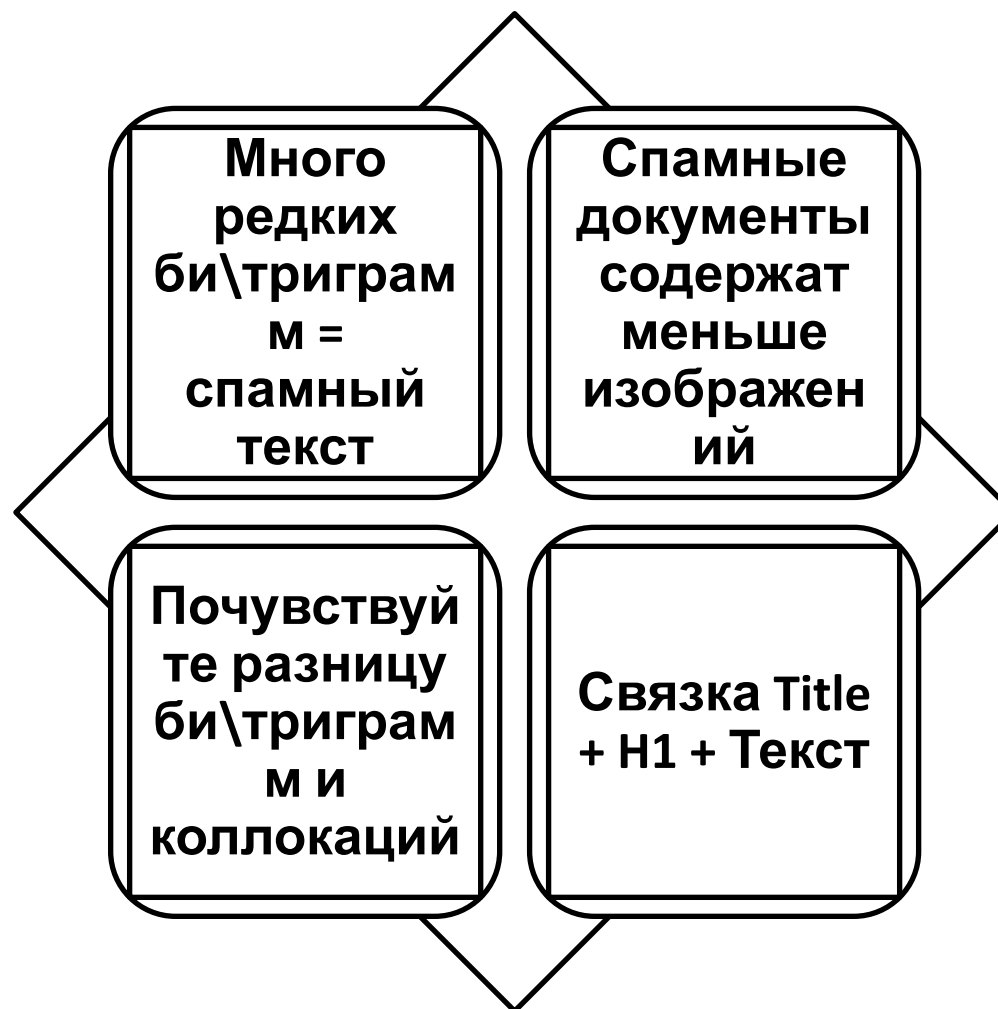 Много
редких
би\триграм
м =
спамный
текст
Спамные
документы
содержат
меньше
изображен
ий
Почувствуй
те разницу
би\триграм
м и
коллокаций
Связка Title
+ H1 + Текст